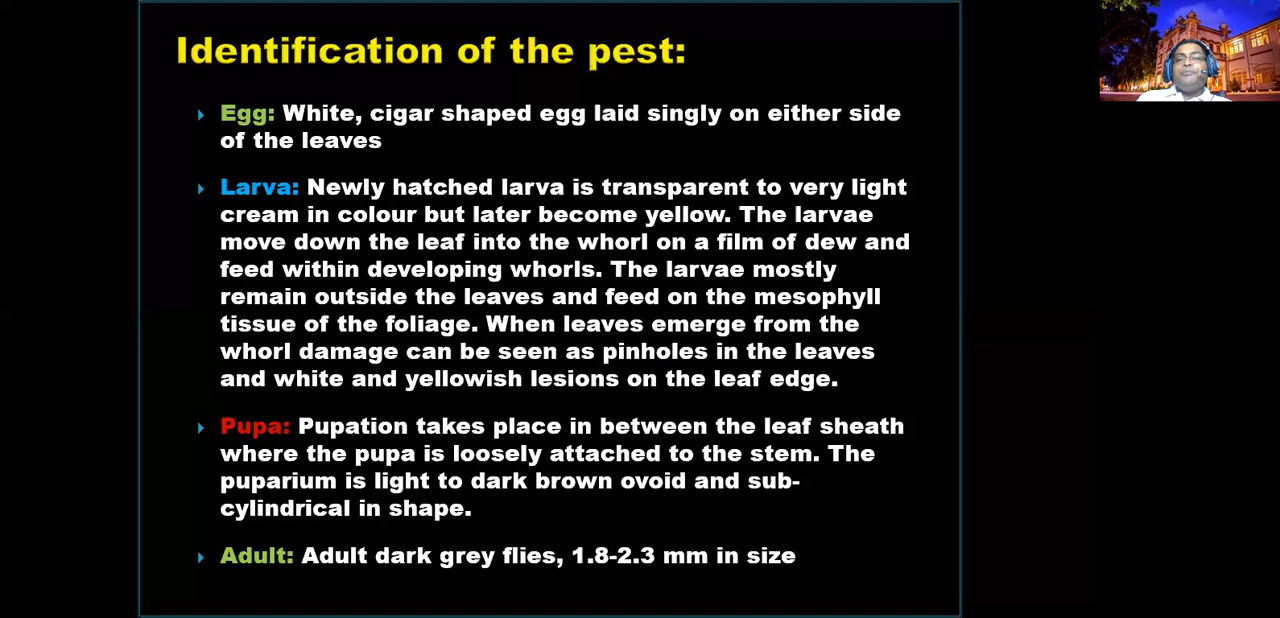 Identification of the pest:
Egg: White, cigar shaped egg laid singly on either side
of the leaves
Larva: Newly hatched larva is transparent to very light
cream in colour but later become yellow. The larvae
move down the leaf into the whorl on a film of dew and
feed within developing whorls. The larvae mostly
remain outside the leaves and feed on the mesophyll
tissue of the foliage. When leaves emerge from the
whorl damage can be seen as pinholes in the leaves
and white and yellowish lesions on the leaf edge.
Pupa: Pupation takes place in between the leaf sheath
where the pupa is loosely attached to the stem. The
puparium is light to dark brown ovoid and sub-
cylindrical in shape.
Adult: Adult dark grey flies, 1.8-2.3 mm in size